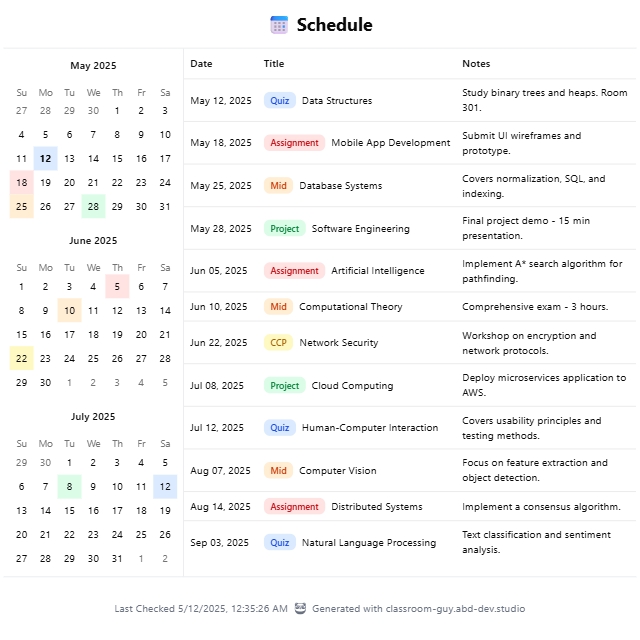 Schedule
May 2025
Su Mo Tu We Th Fr Sa
27 28 29 30 1 2 3
4 5 6 7 8 9 10
11 12 13 14 15 16 17
18 19 20 21 22 23 24
25 26 27 28 29 30 31
June 2025
Su Mo Tu We Th Fr Sa
1 2 3 4 5 6 7
8 9 10 11 12 13 14
15 16 17 18 19 20 21
22 23 24 25 26 27 28
29 30 1 2 3 4 5
July 2025
Su Mo Tu We Th Fr Sa
29 30 1 2 3 4 5
6 7 8 9 10 11 12
13 14 15 16 17 18 19
20 21 22 23 24 25 26
27 28 29 30 31 1 2
Date Title Notes
May 12, 2025 Quiz Data Structures Study binary trees and heaps. Room
301.
May 18, 2025 Assignment Mobile App Development Submit UI wireframes and
prototype.
May 25, 2025 Mid Database Systems Covers normalization, SQL, and
indexing.
May 28, 2025 Project Software Engineering Final project demo - 15 min
presentation.
Jun 05, 2025 Assignment Artificial Intelligence Implement A* search algorithm for
pathfinding.
Jun 10, 2025 Mid Computational Theory Comprehensive exam - 3 hours.
Jun 22, 2025 CCP Network Security Workshop on encryption and
network protocols.
Jul 08, 2025 Project Cloud Computing Deploy microservices application to
AWS.
Jul 12, 2025 Quiz Human-Computer Interaction Covers usability principles and
testing methods.
Aug 07, 2025 Mid Computer Vision Focus on feature extraction and
object detection.
Aug 14, 2025 Assignment Distributed Systems Implement a consensus algorithm.
Sep 03, 2025 Quiz Natural Language Processing Text classification and sentiment
analysis.
Last Checked 5/12/2025, 12:35:26 AM Generated with classroom-guy.abd-dev.studio